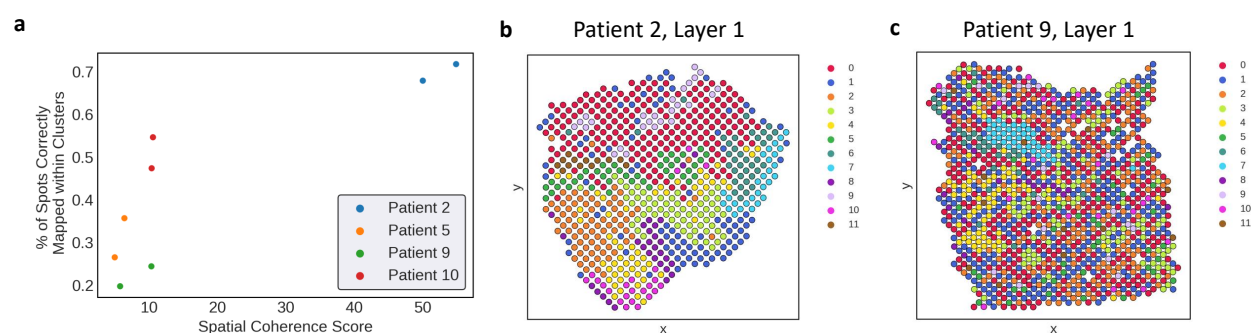 a
% of Spots Correctly
Mapped within Clusters
0.7
0.6
0.5
0.4
0.3
0.2
10
20
30
40
50
Spatial Coherence Score
Patient 2
Patient 5
Patient 9
Patient 10
b
Patient 2, Layer 1
y
x
0
1
2
3
4
5
6
7
8
9
10
11
c
Patient 9, Layer 1
y
x
0
1
2
3
4
5
6
7
8
9
10
11